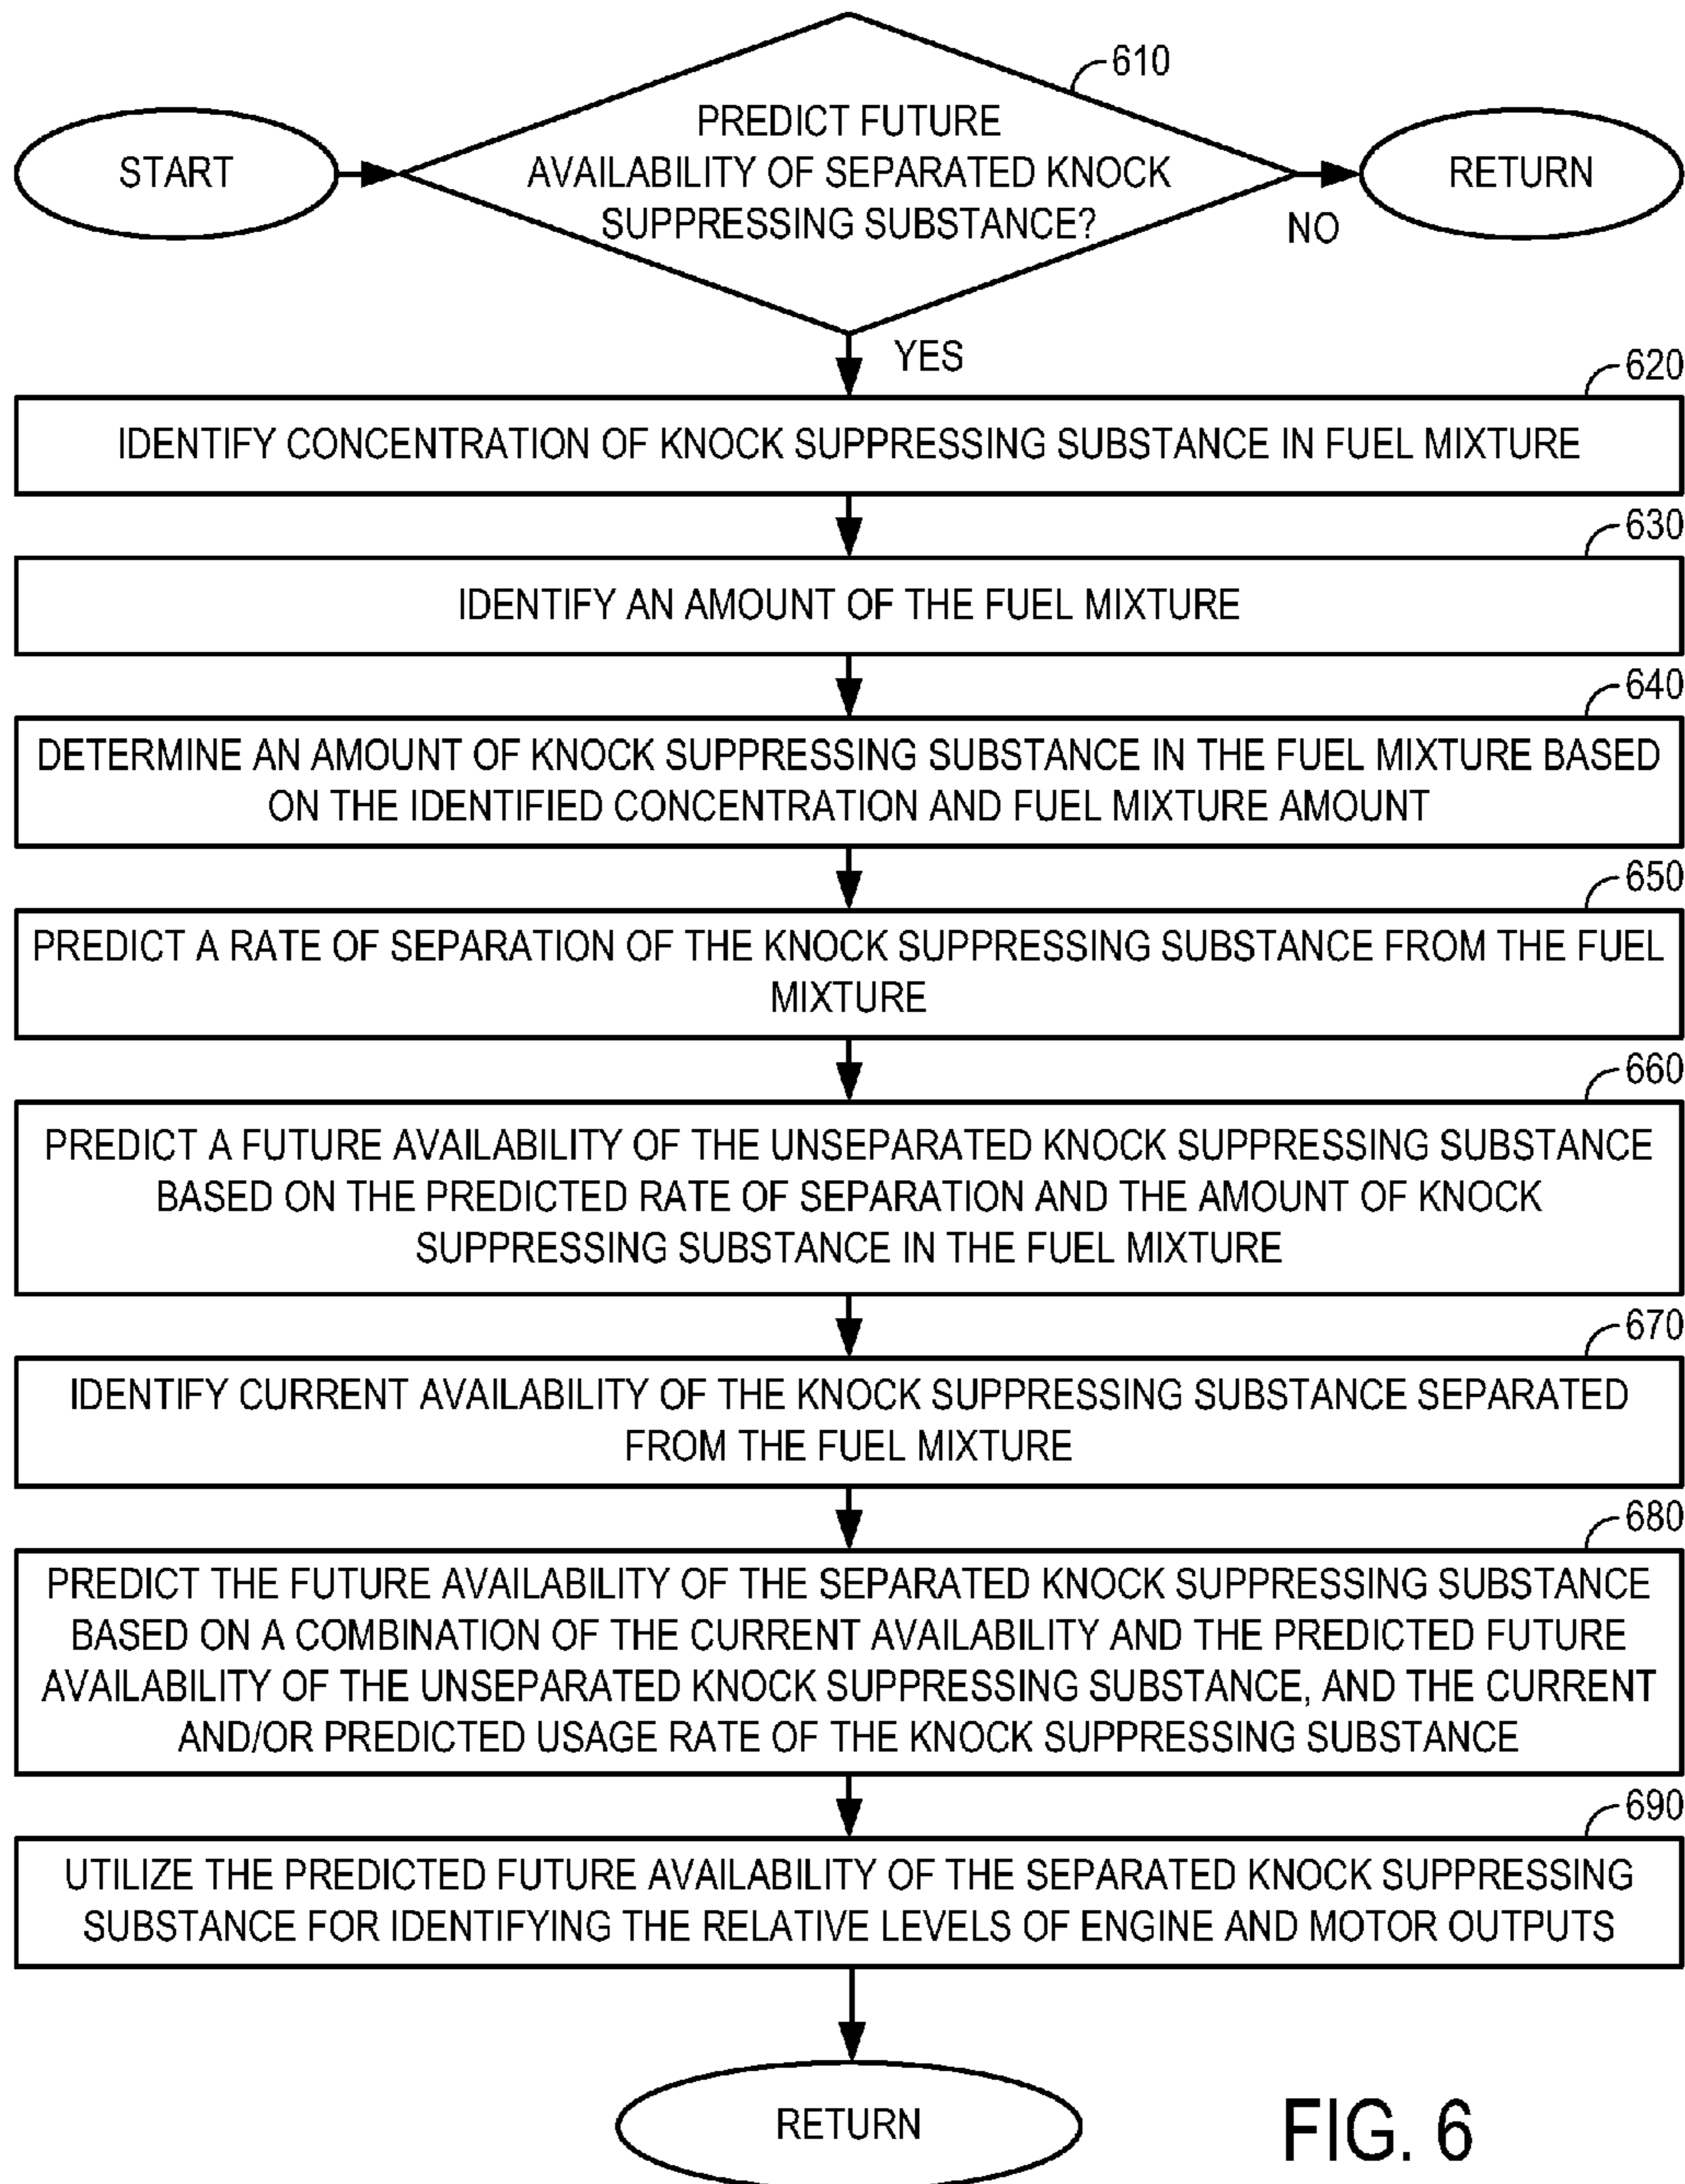 610
PREDICT FUTURE
AVAILABILITY OF SEPARATED KNOCK
SUPPRESSING SUBSTANCE?
START
RETURN
NO
YES
620
IDENTIFY CONCENTRATION OF KNOCK SUPPRESSING SUBSTANCE IN FUEL MIXTURE
630
IDENTIFY AN AMOUNT OF THE FUEL MIXTURE
640
DETERMINE AN AMOUNT OF KNOCK SUPPRESSING SUBSTANCE IN THE FUEL MIXTURE BASED
ON THE IDENTIFIED CONCENTRATION AND FUEL MIXTURE AMOUNT
650
PREDICT A RATE OF SEPARATION OF THE KNOCK SUPPRESSING SUBSTANCE FROM THE FUEL
MIXTURE
660
PREDICT A FUTURE AVAILABILITY OF THE UNSEPARATED KNOCK SUPPRESSING SUBSTANCE
BASED ON THE PREDICTED RATE OF SEPARATION AND THE AMOUNT OF KNOCK
SUPPRESSING SUBSTANCE IN THE FUEL MIXTURE
670
IDENTIFY CURRENT AVAILABILITY OF THE KNOCK SUPPRESSING SUBSTANCE SEPARATED
FROM THE FUEL MIXTURE
680
PREDICT THE FUTURE AVAILABILITY OF THE SEPARATED KNOCK SUPPRESSING SUBSTANCE
BASED ON A COMBINATION OF THE CURRENT AVAILABILITY AND THE PREDICTED FUTURE
AVAILABILITY OF THE UNSEPARATED KNOCK SUPPRESSING SUBSTANCE, AND THE CURRENT
AND/OR PREDICTED USAGE RATE OF THE KNOCK SUPPRESSING SUBSTANCE
690
UTILIZE THE PREDICTED FUTURE AVAILABILITY OF THE SEPARATED KNOCK SUPPRESSING
SUBSTANCE FOR IDENTIFYING THE RELATIVE LEVELS OF ENGINE AND MOTOR OUTPUTS
RETURN
FIG. 6